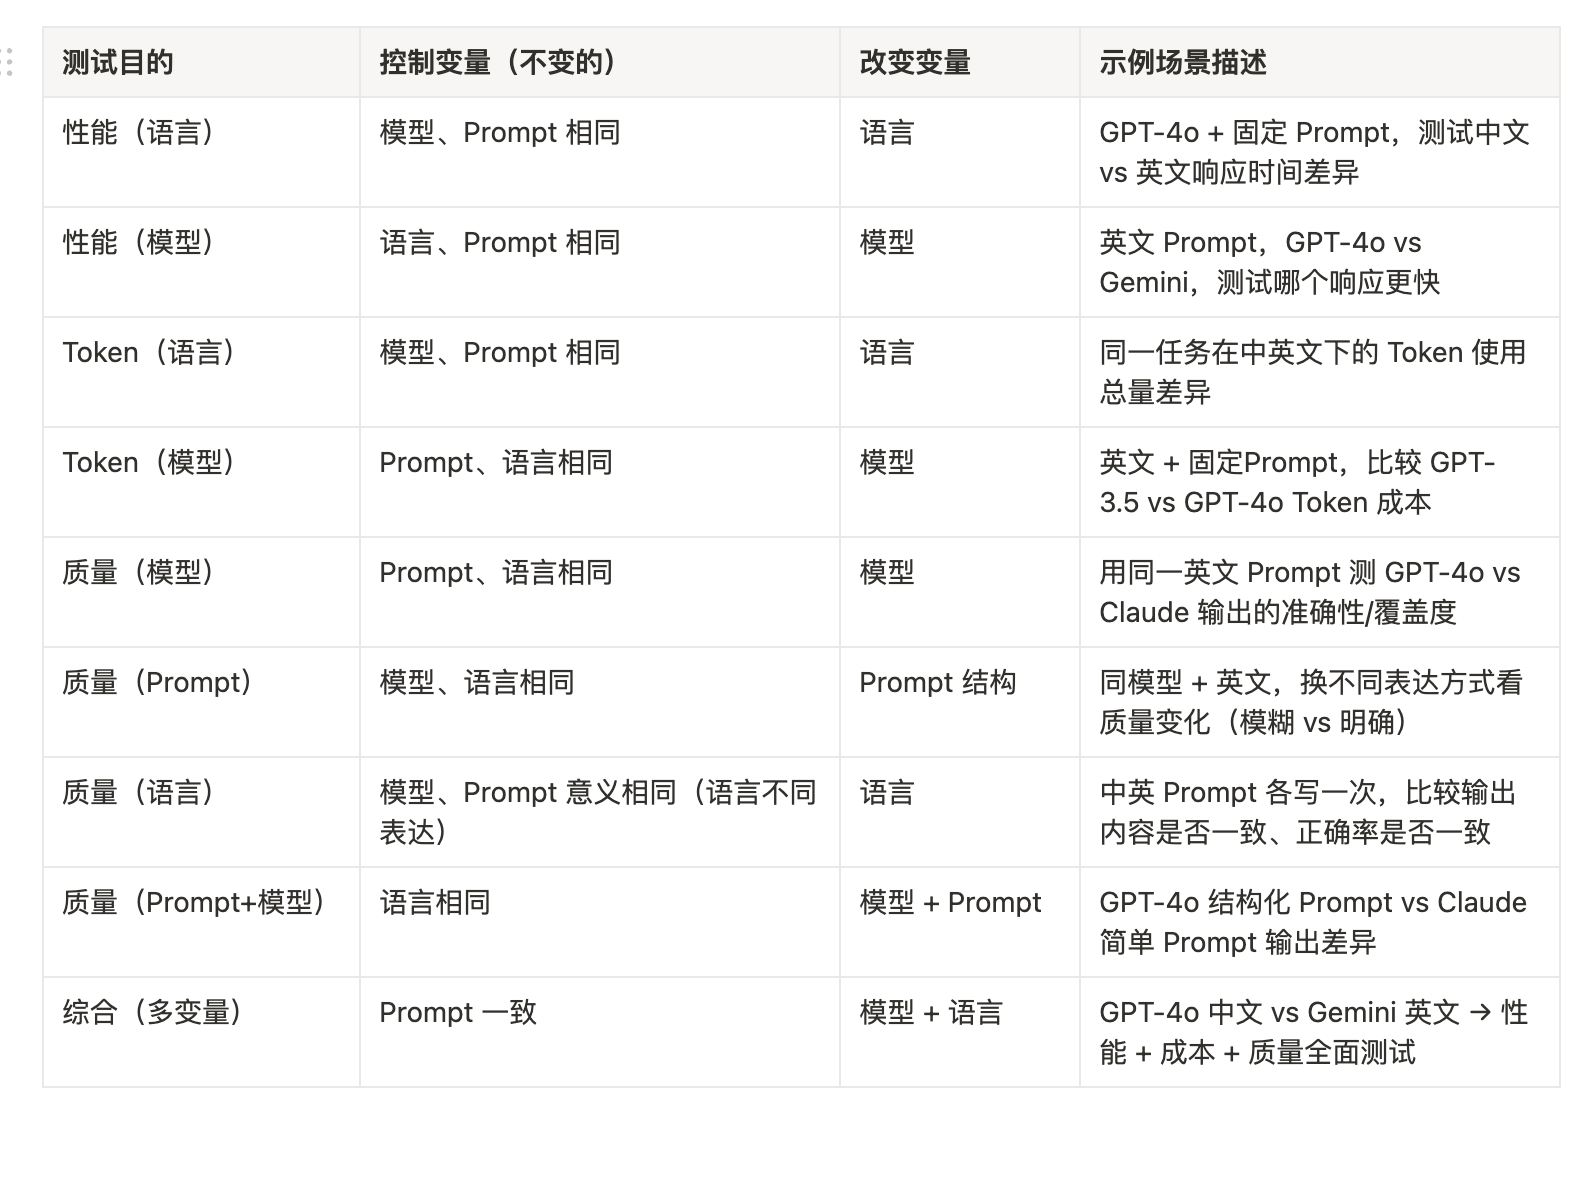 测试目的
控制变量（不变的）
改变变量
示例场景描述
性能（语言）
模型、Prompt 相同
语言
GPT-4o + 固定 Prompt，测试中文
vs 英文响应时间差异
性能（模型）
语言、Prompt 相同
模型
英文 Prompt，GPT-4o vs
Gemini，测试哪个响应更快
Token（语言）
模型、Prompt 相同
语言
同一任务在中英文下的 Token 使用
总量差异
Token（模型）
Prompt、语言相同
模型
英文 + 固定Prompt，比较 GPT-
3.5 vs GPT-4o Token 成本
质量（模型）
Prompt、语言相同
模型
用同一英文 Prompt 测 GPT-4o vs
Claude 输出的准确性/覆盖度
质量（Prompt）
模型、语言相同
Prompt 结构
同模型 + 英文，换不同表达方式看
质量变化（模糊 vs 明确）
质量（语言）
模型、Prompt 意义相同（语言不同
表达）
语言
中英 Prompt 各写一次，比较输出
内容是否一致、正确率是否一致
质量（Prompt+模型）
语言相同
模型 + Prompt
GPT-4o 结构化 Prompt vs Claude
简单 Prompt 输出差异
综合（多变量）
Prompt 一致
模型 + 语言
GPT-4o 中文 vs Gemini 英文 → 性
能 + 成本 + 质量全面测试